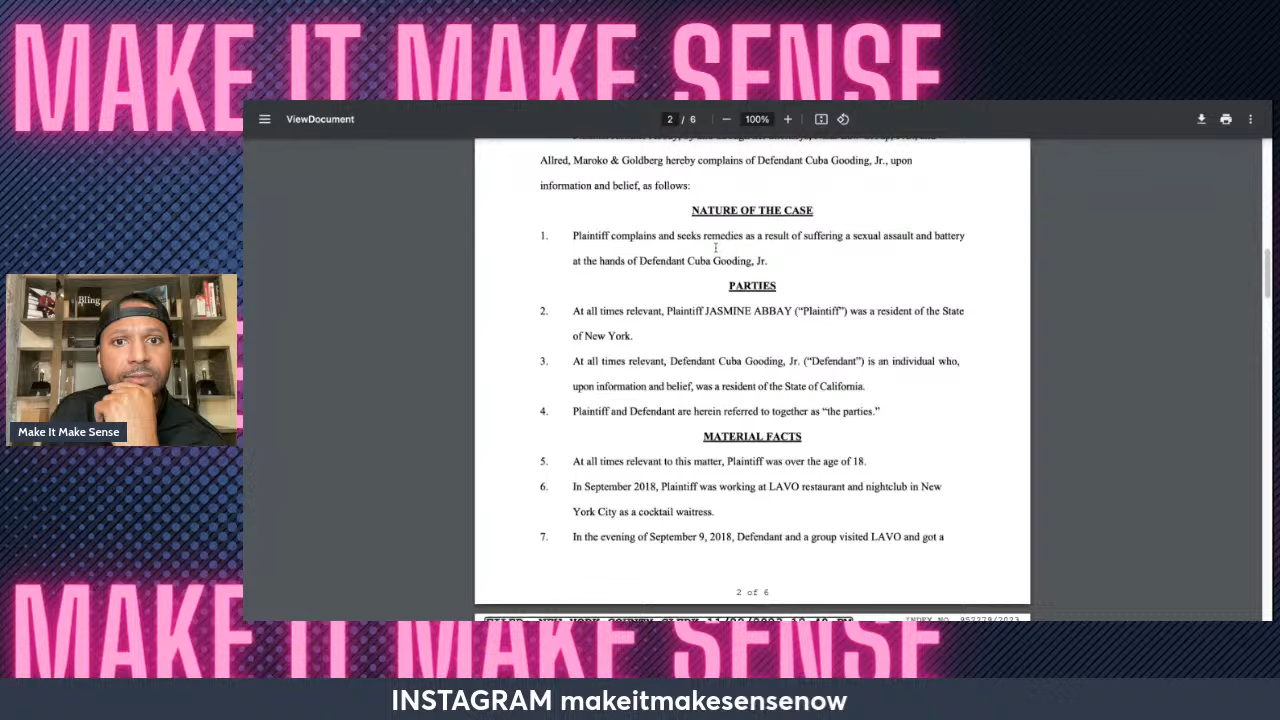 MAKE IT MAKE SENSE
ViewDocument
2 / 6
100%
Allred, Maroko & Goldberg hereby complains of Defendant Cuba Gooding, Jr., upon
information and belief, as follows:
NATURE OF THE CASE
1. Plaintiff complains and seeks remedies as a result of suffering a sexual assault and battery
at the hands of Defendant Cuba Gooding, Jr.
PARTIES
2. At all times relevant, Plaintiff JASMINE ABBAY (“Plaintiff”) was a resident of the State
of New York.
3. At all times relevant, Defendant Cuba Gooding, Jr. (“Defendant”) is an individual who,
upon information and belief, was a resident of the State of California.
4. Plaintiff and Defendant are herein referred to together as “the parties.”
MATERIAL FACTS
5. At all times relevant to this matter, Plaintiff was over the age of 18.
6. In September 2018, Plaintiff was working at LAVO restaurant and nightclub in New
York City as a cocktail waitress.
7. In the evening of September 9, 2018, Defendant and a group visited LAVO and got a
2 of 6
Bling
Make It Make Sense
MAKE IT MAKE SENSE
INSTAGRAM makeitmakesensenow